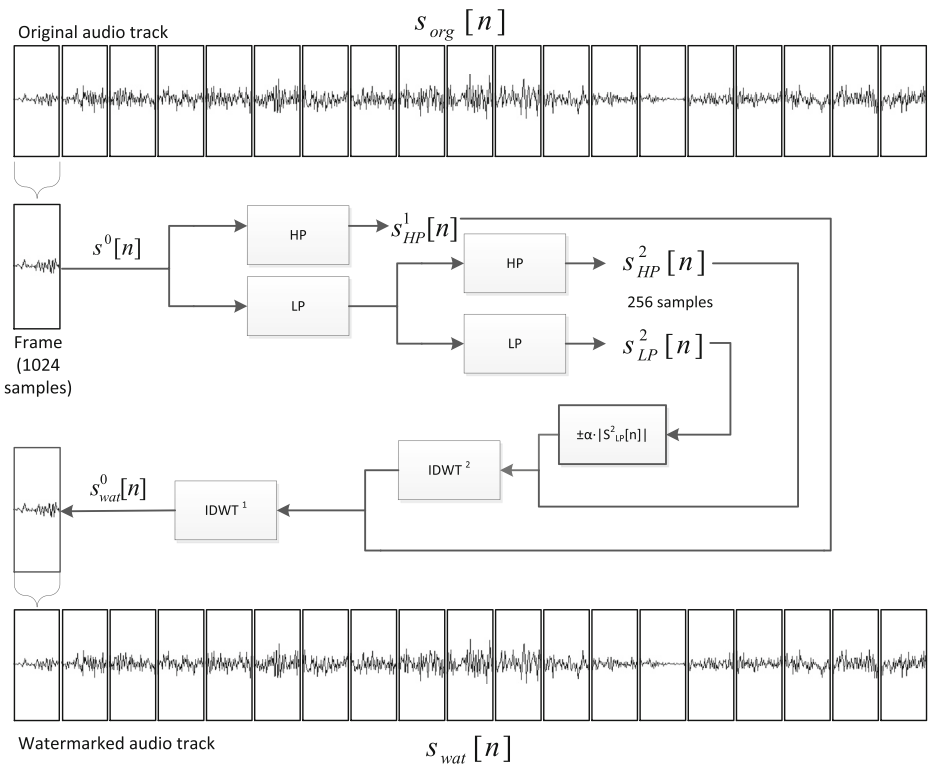 s_org [n]
Original audio track
s^0[n]
HP
s^1_HP[n]
LP
HP
s^2_HP [n]
256 samples
LP
s^2_LP [n]
Frame
(1024
samples)
±α·|S^2_LP[n]|
IDWT ^2
s^0_wat[n]
IDWT ^1
Watermarked audio track
s_wat [n]